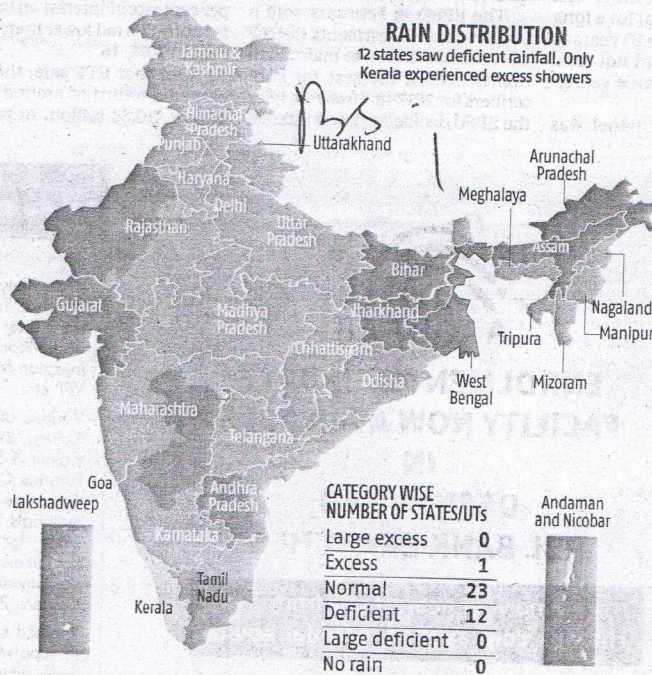 RAIN DISTRIBUTION
12 states saw deficient rainfall. Only
Kerala experienced excess showers
Jammu &
Kashmir
Himachal
Pradesh
Punjab
Uttarakhand
Haryana
Delhi
Rajasthan
Uttar
Pradesh
Arunachal
Pradesh
Meghalaya
Assam
Bihar
Nagaland
Manipur
Gujarat
Madhya
Pradesh
Jharkhand
Tripura
Chhattisgarh
West
Bengal
Mizoram
Odisha
Maharashtra
Telangana
Goa
Lakshadweep
Andhra
Pradesh
Karnataka
Tamil
Nadu
Kerala
CATEGORY WISE
NUMBER OF STATES/UTs
Large excess 0
Excess 1
Normal 23
Deficient 12
Large deficient 0
No rain 0
Andaman
and Nicobar